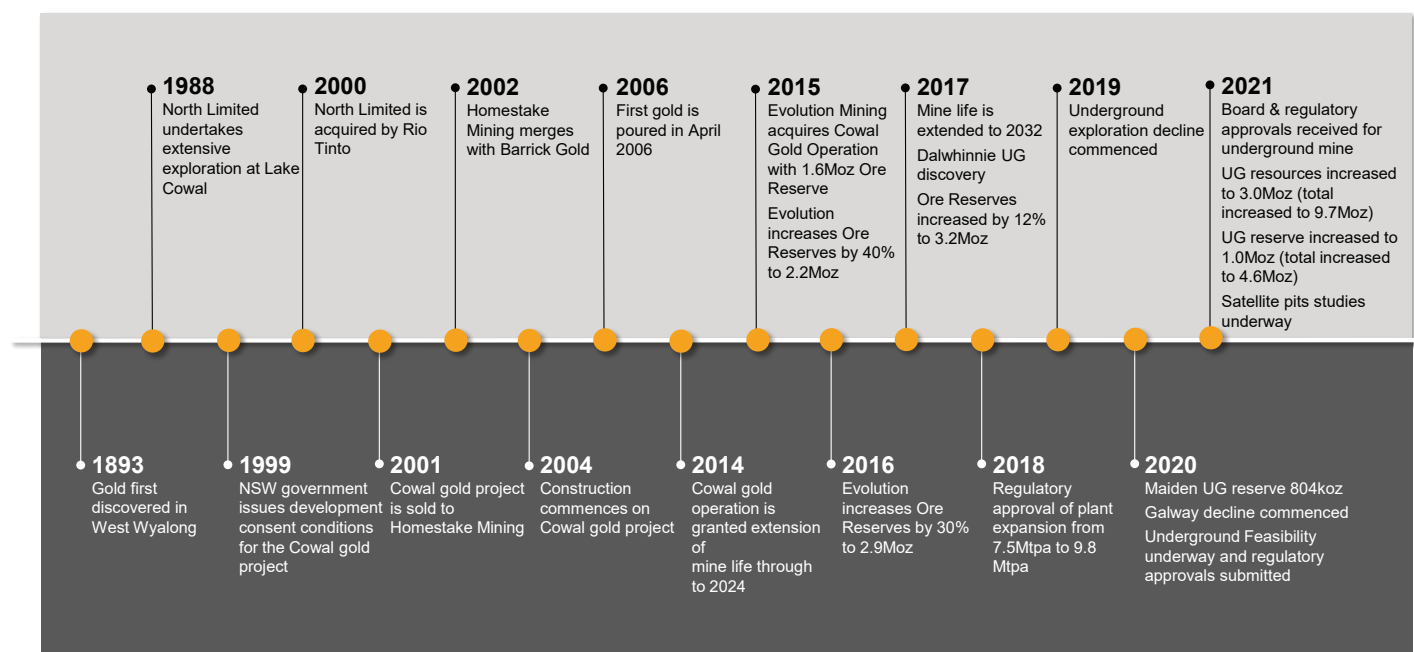 1988
North Limited
undertakes
extensive
exploration at Lake
Cowal
2000
North Limited is
acquired by Rio
Tinto
2002
Homestake
Mining merges
with Barrick Gold
2006
First gold is
poured in April
2006
2015
Evolution Mining
acquires Cowal
Gold Operation
with 1.6Moz Ore
Reserve
Evolution
increases Ore
Reserves by 40%
to 2.2Moz
2017
Mine life is
extended to 2032
Dalwhinnie UG
discovery
Ore Reserves
increased by 12%
to 3.2Moz
2019
Underground
exploration decline
commenced
2021
Board & regulatory
approvals received for
underground mine
UG resources increased
to 3.0Moz (total
increased to 9.7Moz)
UG reserve increased to
1.0Moz (total increased
to 4.6Moz)
Satellite pits studies
underway
1893
Gold first
discovered in
West Wyalong
1999
NSW government
issues development
consent conditions
for the Cowal gold
project
2001
Cowal gold project
is sold to
Homestake Mining
2004
Construction
commences on
Cowal gold project
2014
Cowal gold
operation is
granted extension
of
mine life through
to 2024
2016
Evolution
increases Ore
Reserves by 30%
to 2.9Moz
2018
Regulatory
approval of plant
expansion from
7.5Mtpa to 9.8
Mtpa
2020
Maiden UG reserve 804koz
Galway decline commenced
Underground Feasibility
underway and regulatory
approvals submitted